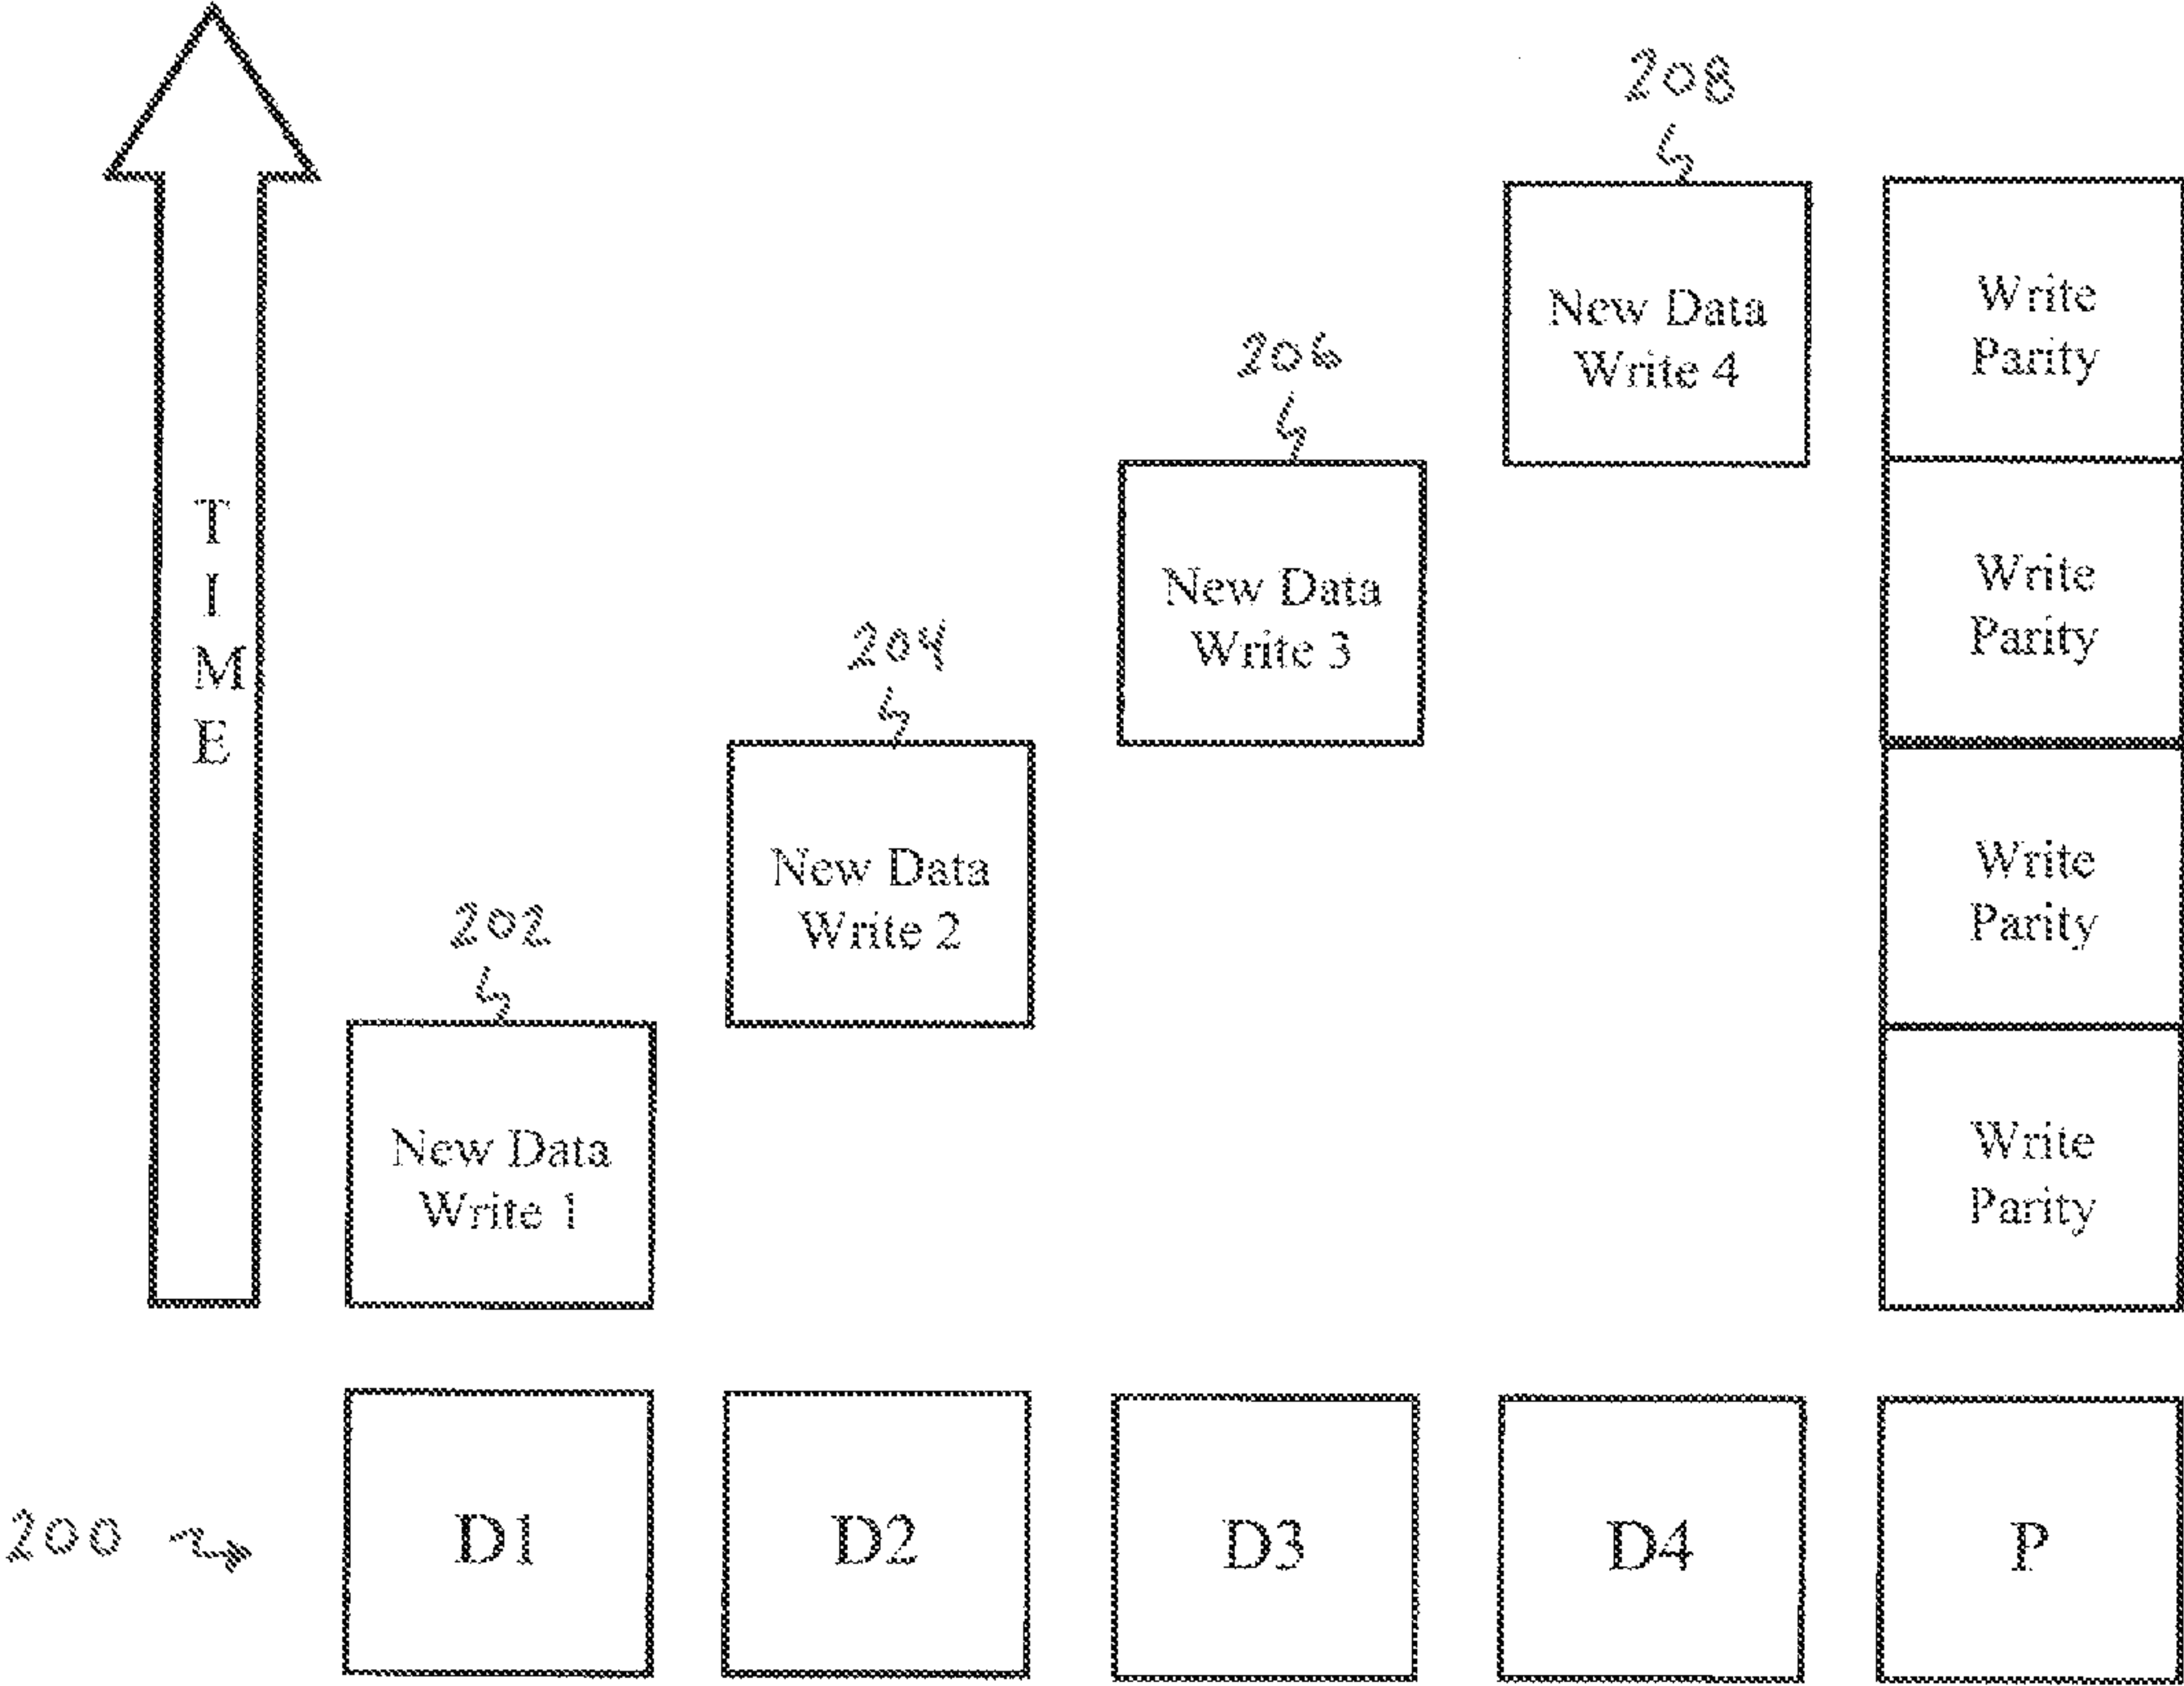 208
New Data
Write 4
Write
Parity
206
New Data
Write 3
Write
Parity
T
I
M
E
204
New Data
Write 2
Write
Parity
202
New Data
Write 1
Write
Parity
200
D1
D2
D3
D4
P